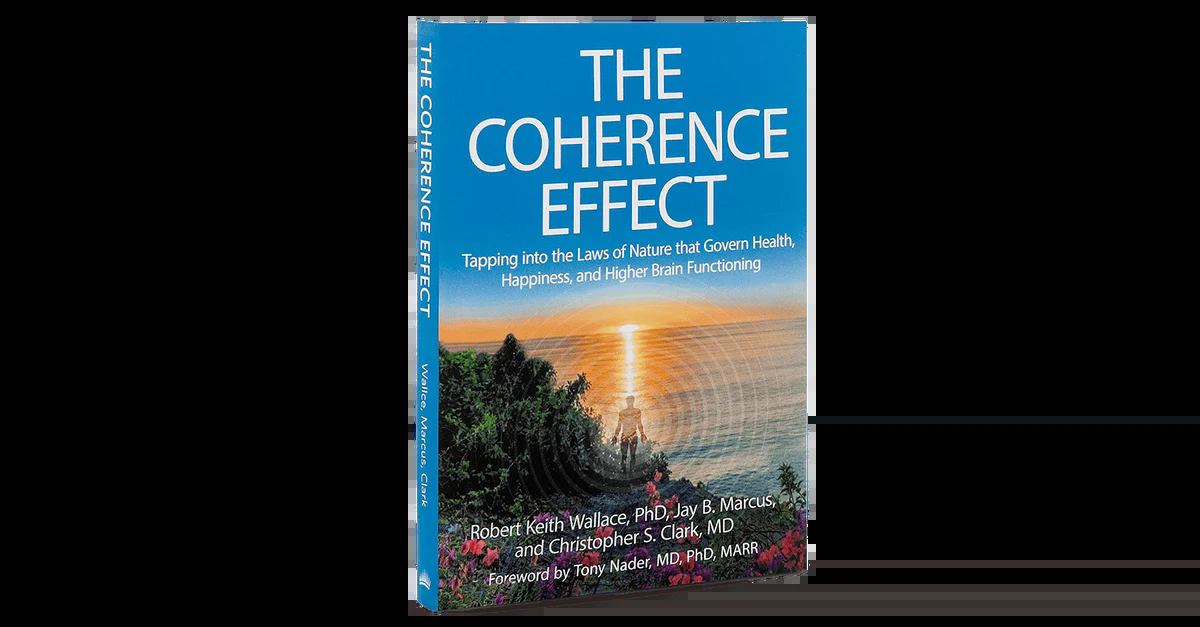 THE
COHERENCE
EFFECT
Tapping into the Laws of Nature that Govern Health,
Happiness, and Higher Brain Functioning
Robert Keith Wallace, PhD, Jay B. Marcus,
and Christopher S. Clark, MD
Foreword by Tony Nader, MD, PhD, MARR
THE COHERENCE EFFECT
Wallce, Marcus, Clark